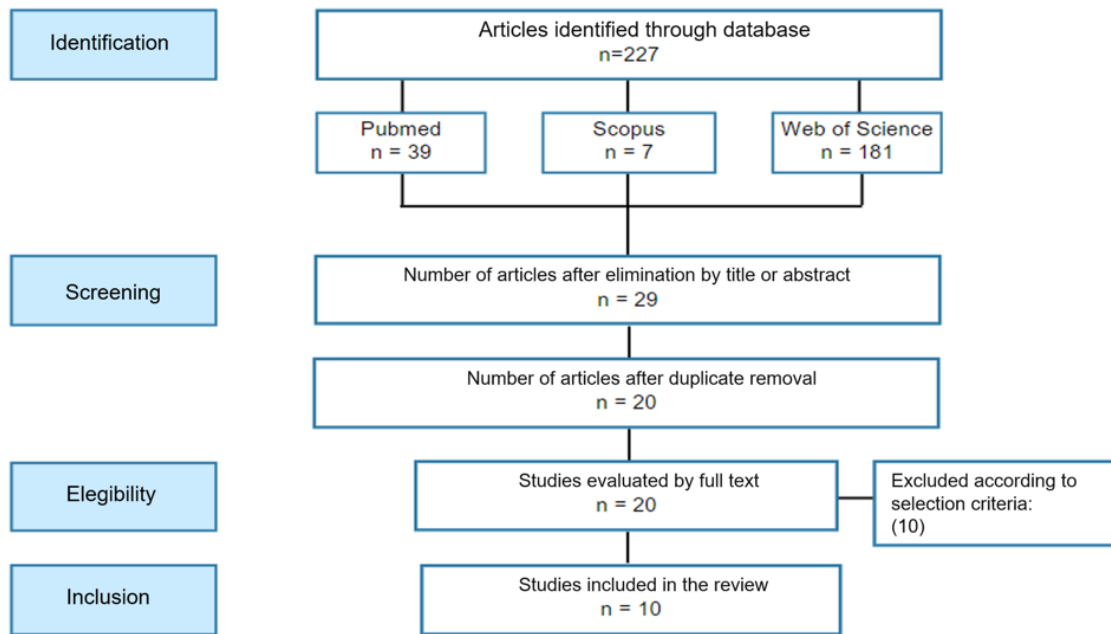 Identification
Articles identified through database
n=227
Pubmed
n = 39
Scopus
n = 7
Web of Science
n = 181
Screening
Number of articles after elimination by title or abstract
n = 29
Number of articles after duplicate removal
n = 20
Elegibility
Studies evaluated by full text
n = 20
Excluded according to
selection criteria:
(10)
Inclusion
Studies included in the review
n = 10